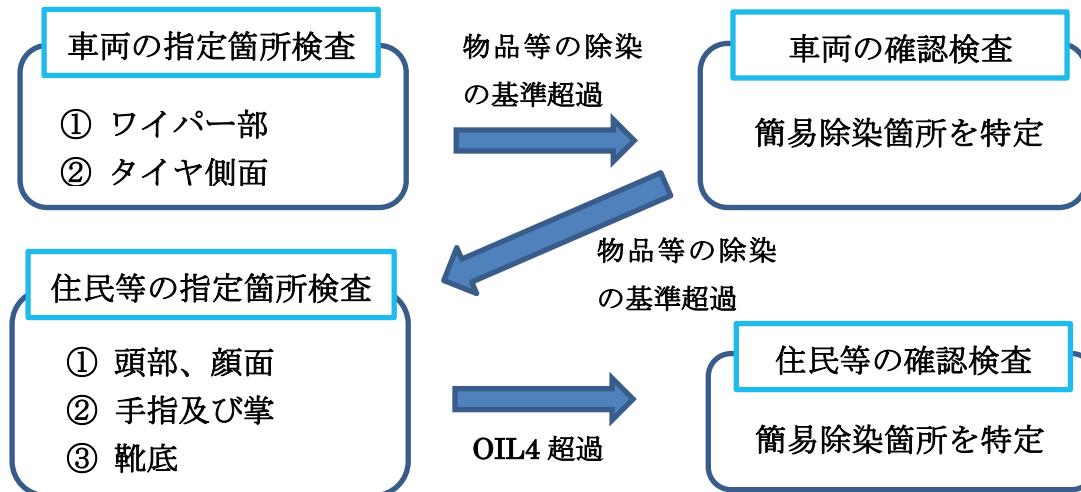 車両の指定箇所検査
① ワイパー部
② タイヤ側面
物品等の除染
の基準超過
車両の確認検査
簡易除染箇所を特定
物品等の除染
の基準超過
住民等の指定箇所検査
① 頭部、顔面
② 手指及び掌
③ 靴底
OIL4 超過
住民等の確認検査
簡易除染箇所を特定